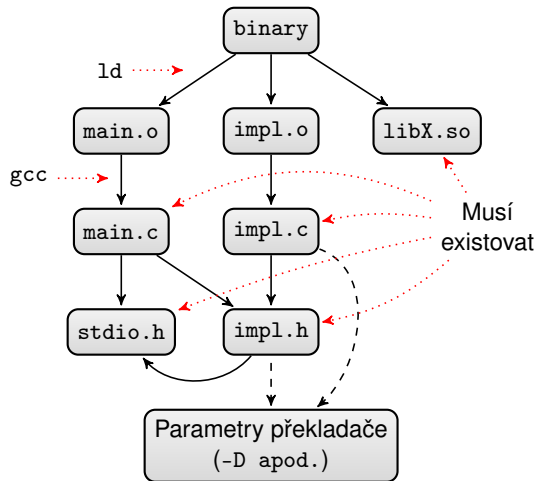 binary
ld
main.o
impl.o
libX.so
gcc
main.c
impl.c
Musí
existovat
stdio.h
impl.h
Parametry překladače
(-D apod.)